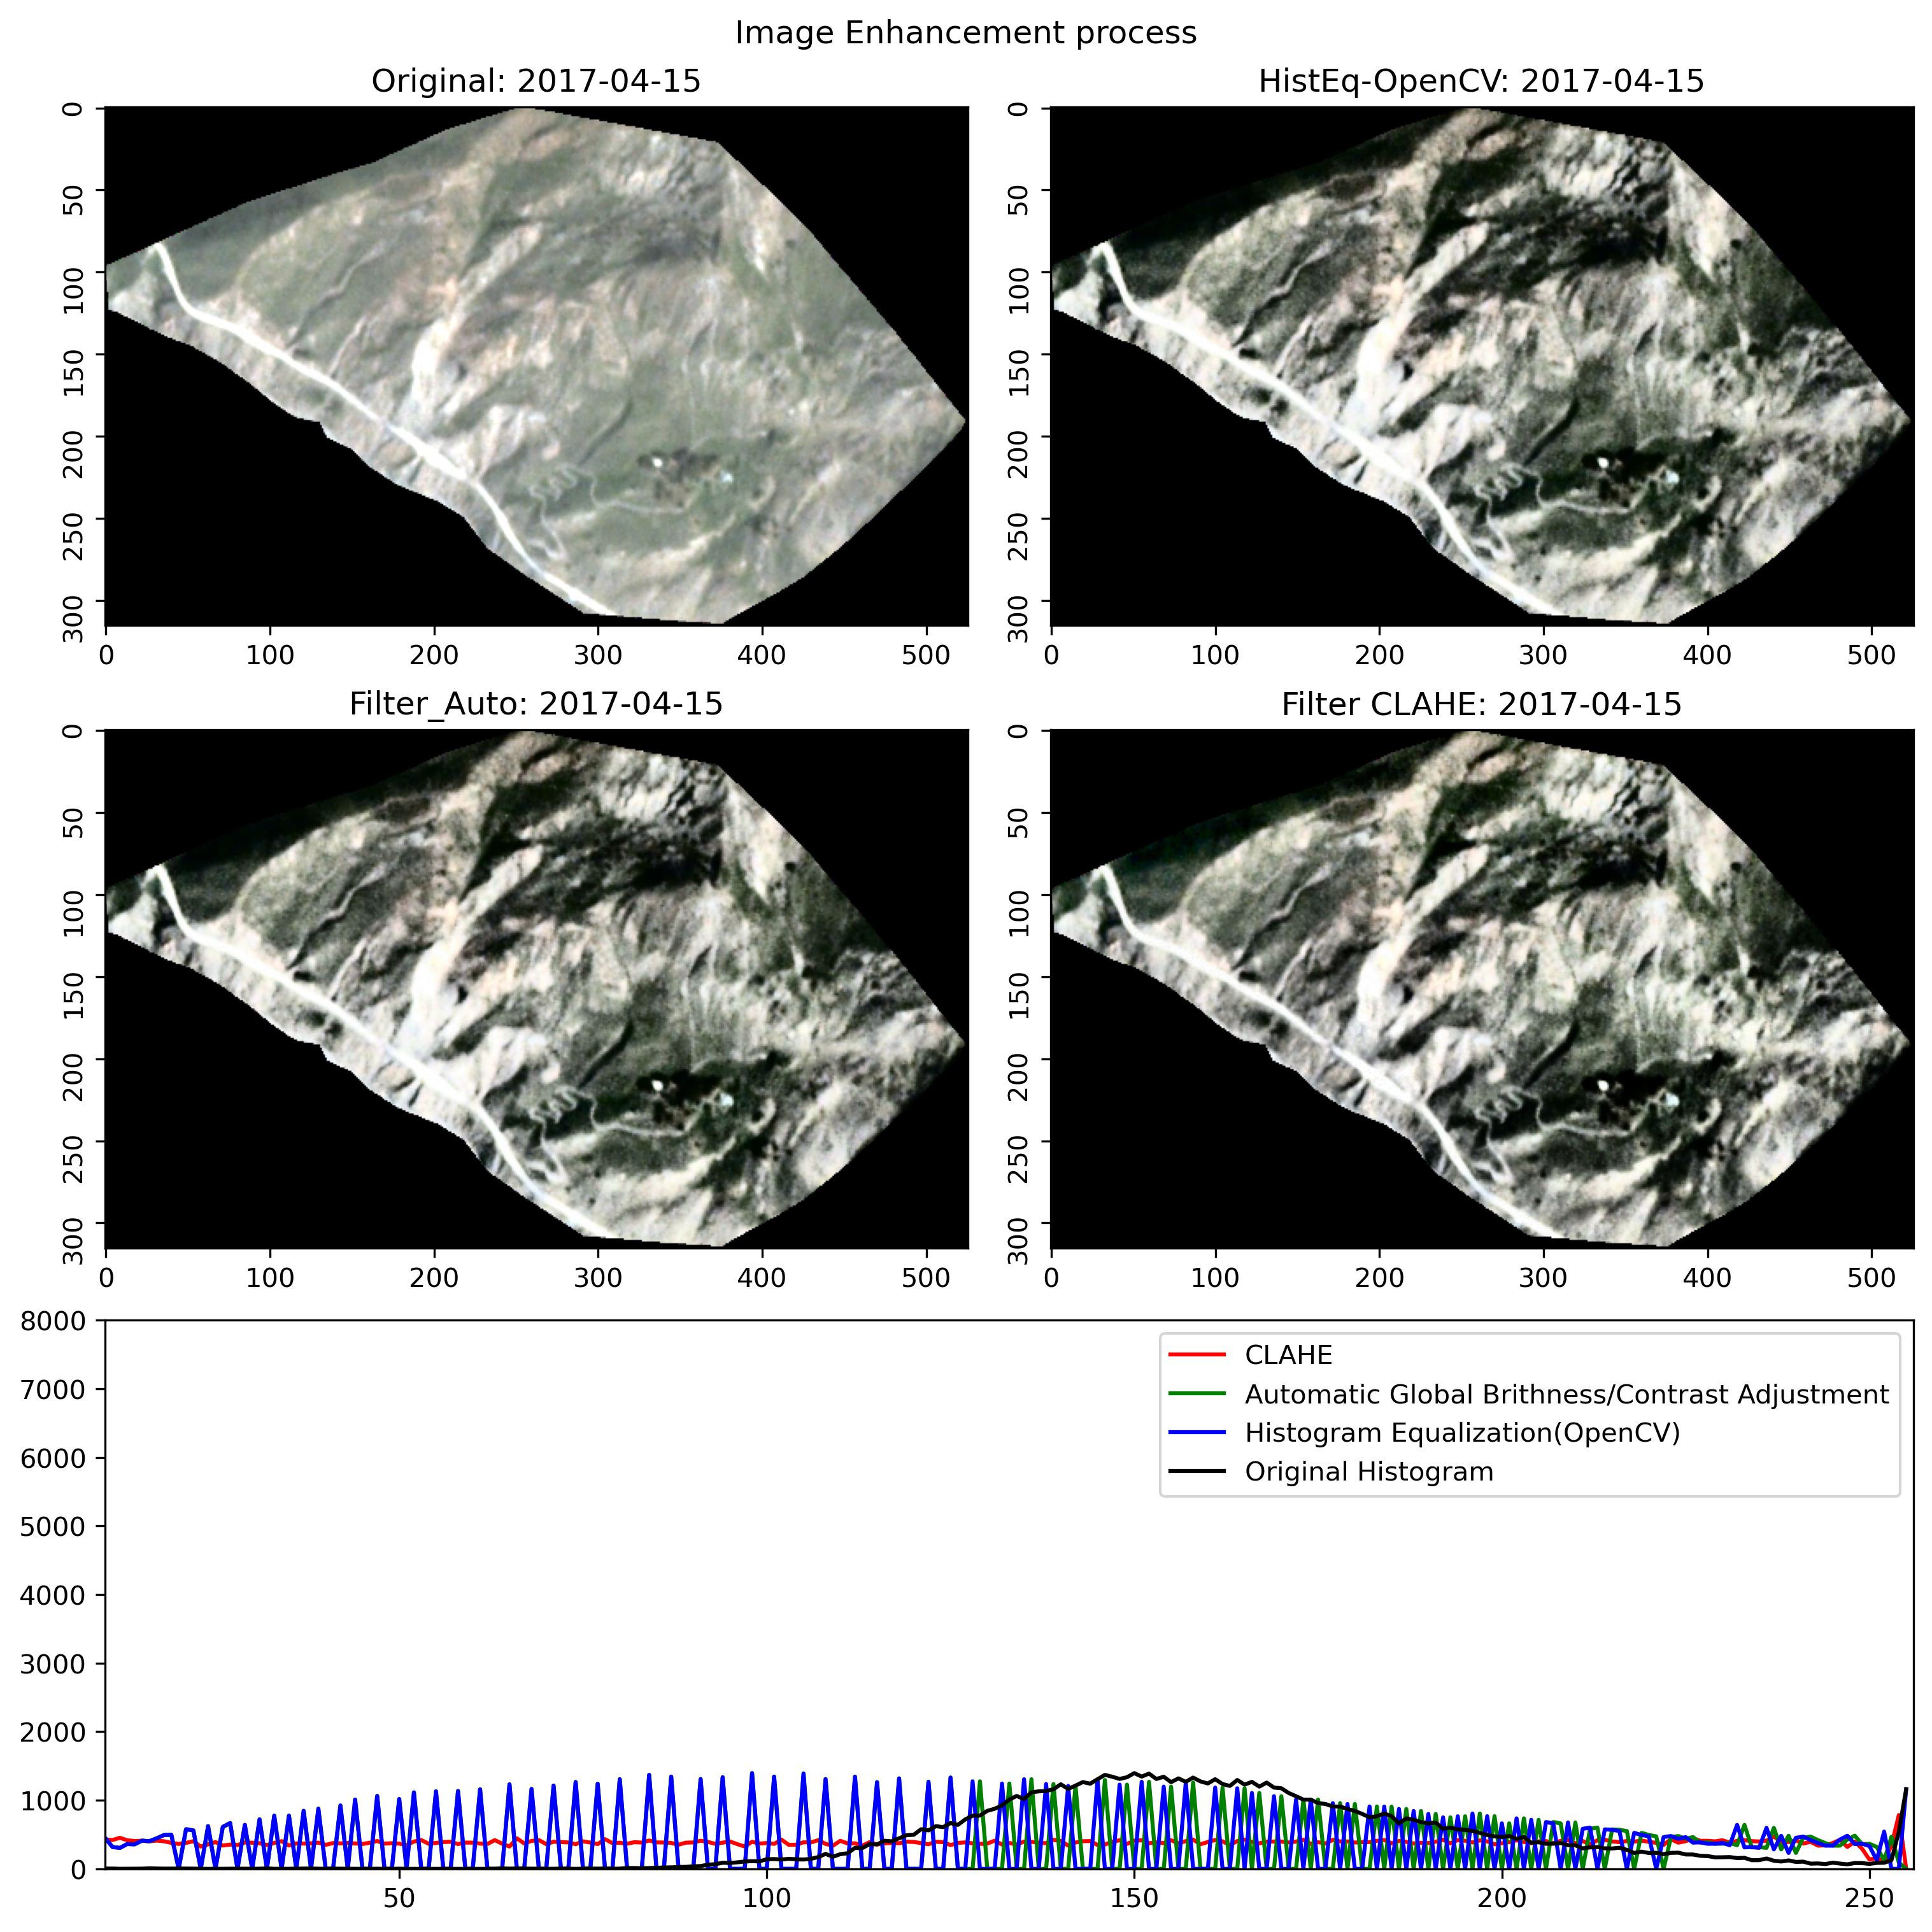 Image Enhancement process
Original: 2017-04-15
HistEq-OpenCV: 2017-04-15
0
50
100
150
200
250
300
0 100 200 300 400 500
0
50
100
150
200
250
300
0 100 200 300 400 500
Filter_Auto: 2017-04-15
Filter CLAHE: 2017-04-15
0
50
100
150
200
250
300
0 100 200 300 400 500
0
50
100
150
200
250
300
0 100 200 300 400 500
8000
7000
6000
5000
4000
3000
2000
1000
0
CLAHE
Automatic Global Brithness/Contrast Adjustment
Histogram Equalization(OpenCV)
Original Histogram
50 100 150 200 250